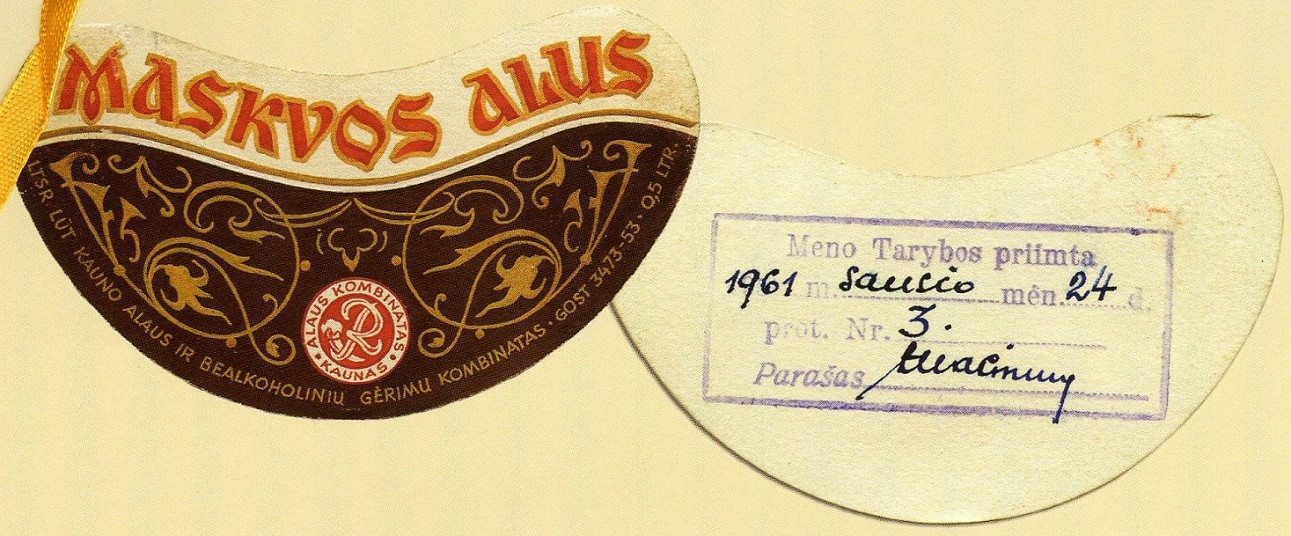 MASKVOS ALUS
LTSR LŪT KAUNO ALAUS IR BEALKOHOLINIŲ GĖRIMŲ KOMBINATAS · GOST 3473-53 · 0,5 LTR.
ALAUS KOMBINATAS · KAUNAS ·
Meno Tarybos priimta
1961 m. sausio mėn. 24 d.
prot. Nr. 3.
Parašas